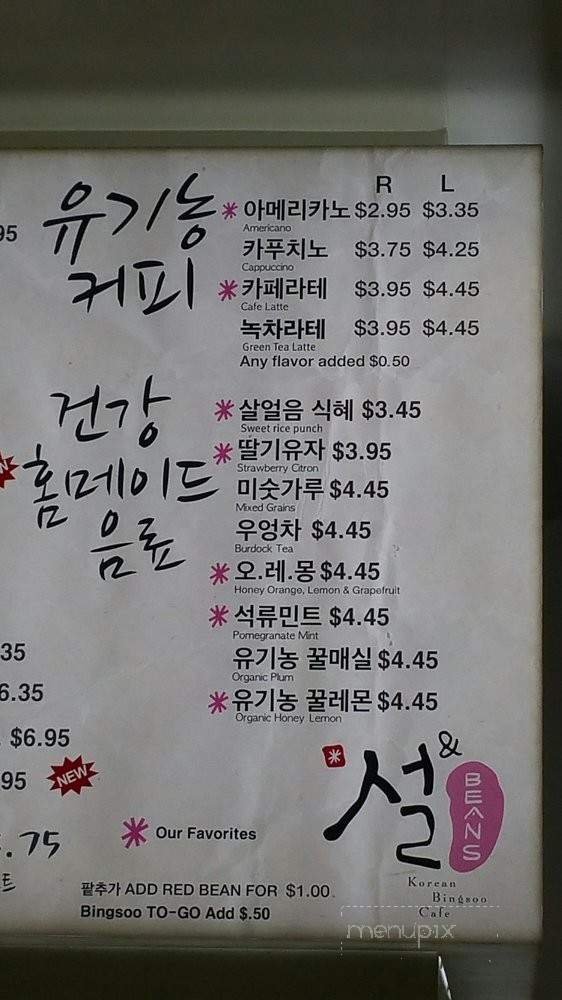 R L
95
유기농
커피
* 아메리카노 $2.95 $3.35
Americano
카푸치노 $3.75 $4.25
Cappuccino
* 카페라테 $3.95 $4.45
Cafe Latte
녹차라테 $3.95 $4.45
Green Tea Latte
Any flavor added $0.50
건강
홈메이드
음료
* 살얼음 식혜 $3.45
Sweet rice punch
* 딸기유자 $3.95
Strawberry Citron
미숫가루 $4.45
Mixed Grains
우엉차 $4.45
Burdock Tea
* 오.레.몽 $4.45
Honey Orange, Lemon & Grapefruit
* 석류민트 $4.45
Pomegranate Mint
유기농 꿀매실 $4.45
Organic Plum
* 유기농 꿀레몬 $4.45
Organic Honey Lemon
35
6.35
$6.95
95 NEW
.75
트
* Our Favorites
설 &
BEANS
Korean
Bingsoo
Cafe
팥추가 ADD RED BEAN FOR $1.00
Bingsoo TO-GO Add $.50
menupix